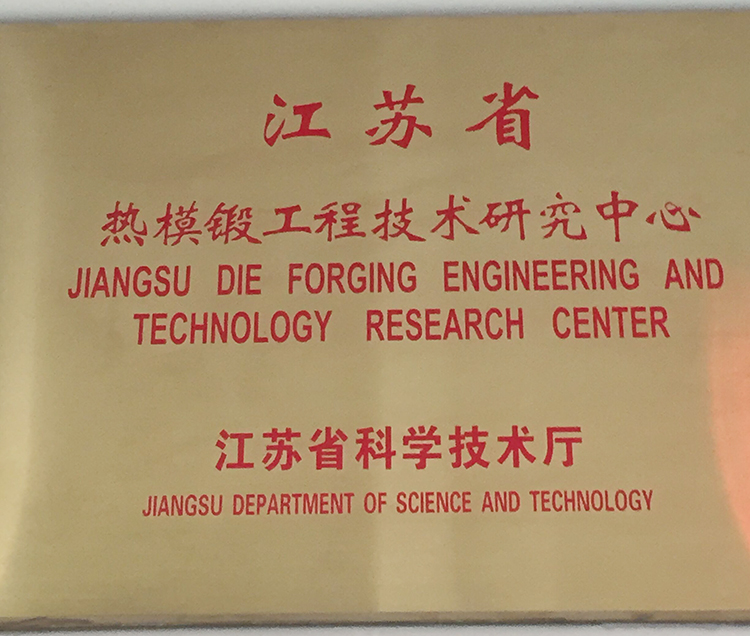 江苏省
热模锻工程技术研究中心
JIANGSU DIE FORGING ENGINEERING AND
TECHNOLOGY RESEARCH CENTER
江苏省科学技术厅
JIANGSU DEPARTMENT OF SCIENCE AND TECHNOLOGY